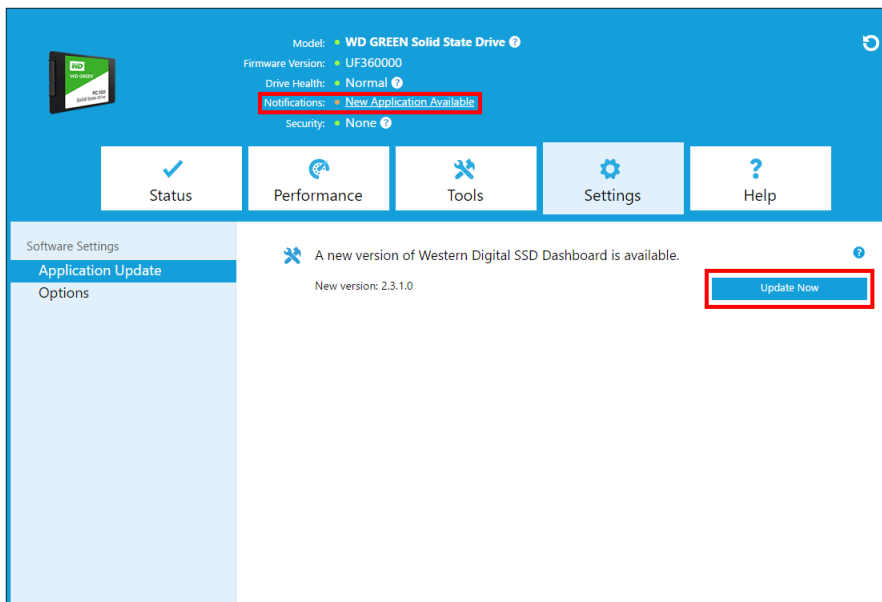 WD
WD GREEN
PC SSD
Solid State Drive
Model: • WD GREEN Solid State Drive ?
Firmware Version: • UF360000
Drive Health: • Normal ?
Notifications: • New Application Available
Security: • None ?
Status
Performance
Tools
Settings
? Help
Software Settings
Application Update
Options
A new version of Western Digital SSD Dashboard is available. ?
New version: 2.3.1.0
Update Now